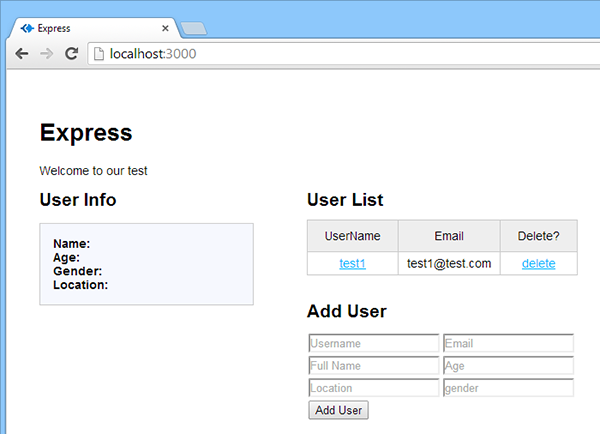 Express
localhost:3000
Express
Welcome to our test
User Info
Name:
Age:
Gender:
Location:
User List
UserName Email Delete?
test1 test1@test.com delete
Add User
Username Email
Full Name Age
Location gender
Add User